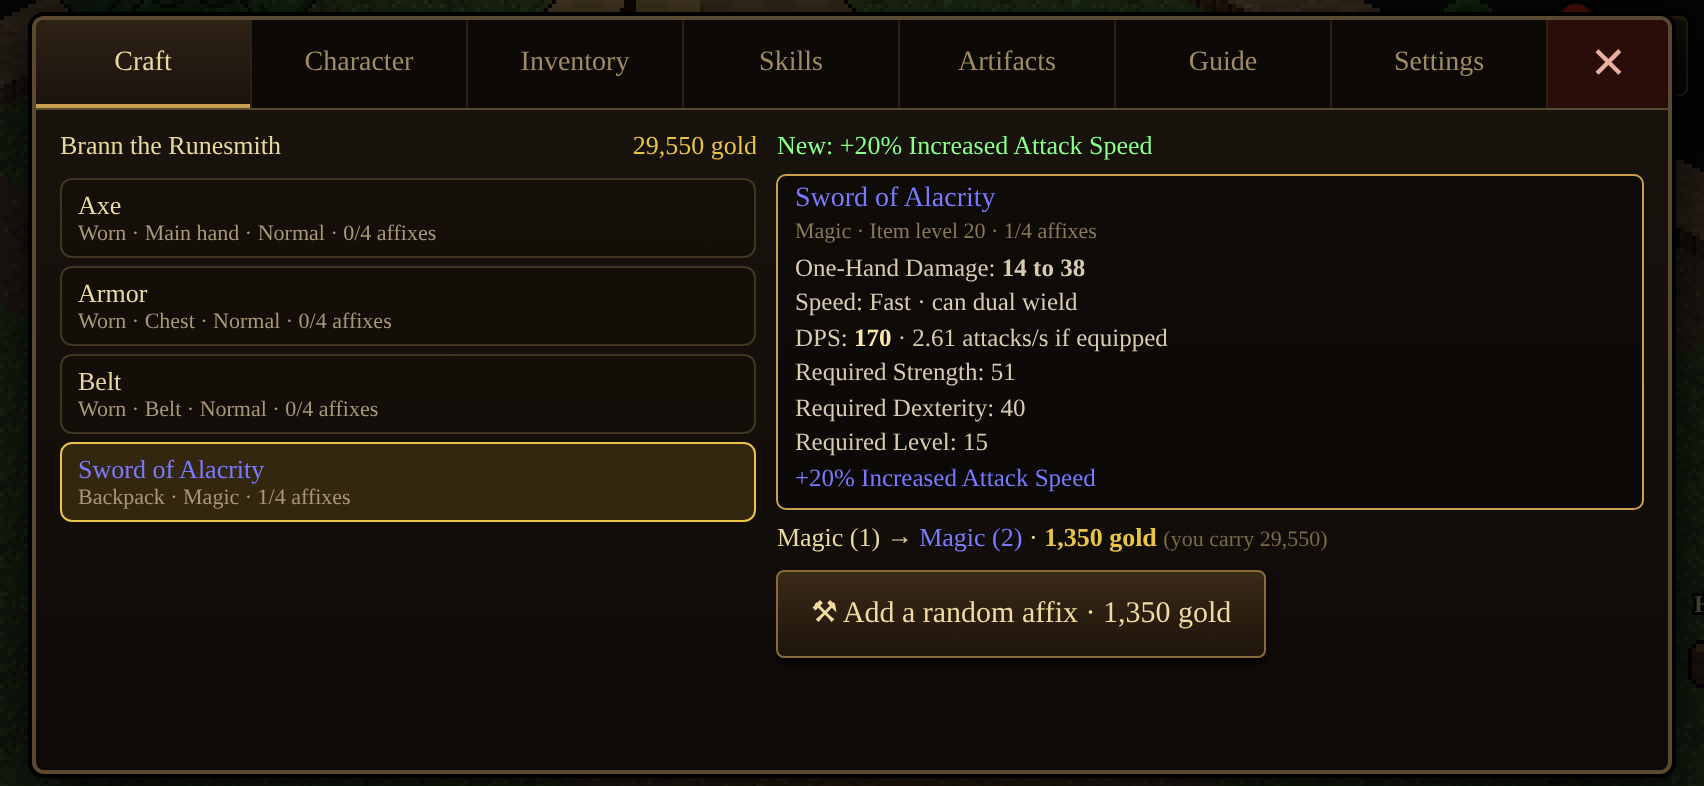 Craft
Character
Inventory
Skills
Artifacts
Guide
Settings
✕
Brann the Runesmith
29,550 gold
Axe
Worn · Main hand · Normal · 0/4 affixes
Armor
Worn · Chest · Normal · 0/4 affixes
Belt
Worn · Belt · Normal · 0/4 affixes
Sword of Alacrity
Backpack · Magic · 1/4 affixes
New: +20% Increased Attack Speed
Sword of Alacrity
Magic · Item level 20 · 1/4 affixes
One-Hand Damage: 14 to 38
Speed: Fast · can dual wield
DPS: 170 · 2.61 attacks/s if equipped
Required Strength: 51
Required Dexterity: 40
Required Level: 15
+20% Increased Attack Speed
Magic (1) → Magic (2) · 1,350 gold (you carry 29,550)
⚒ Add a random affix · 1,350 gold